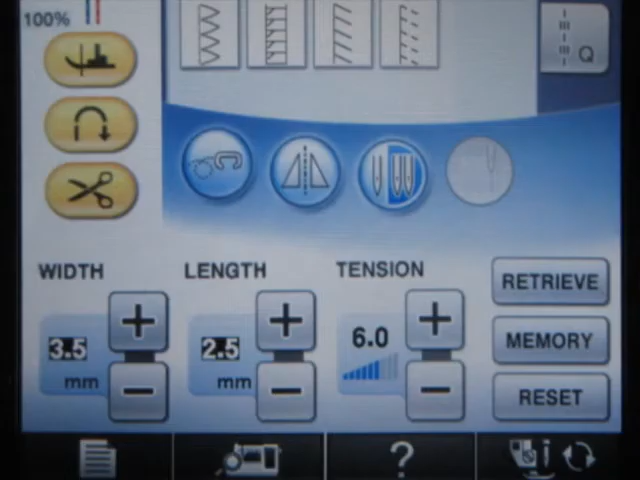 100%
Q
WIDTH LENGTH TENSION
RETRIEVE
3.5 2.5 6.0
mm mm
MEMORY
RESET
?